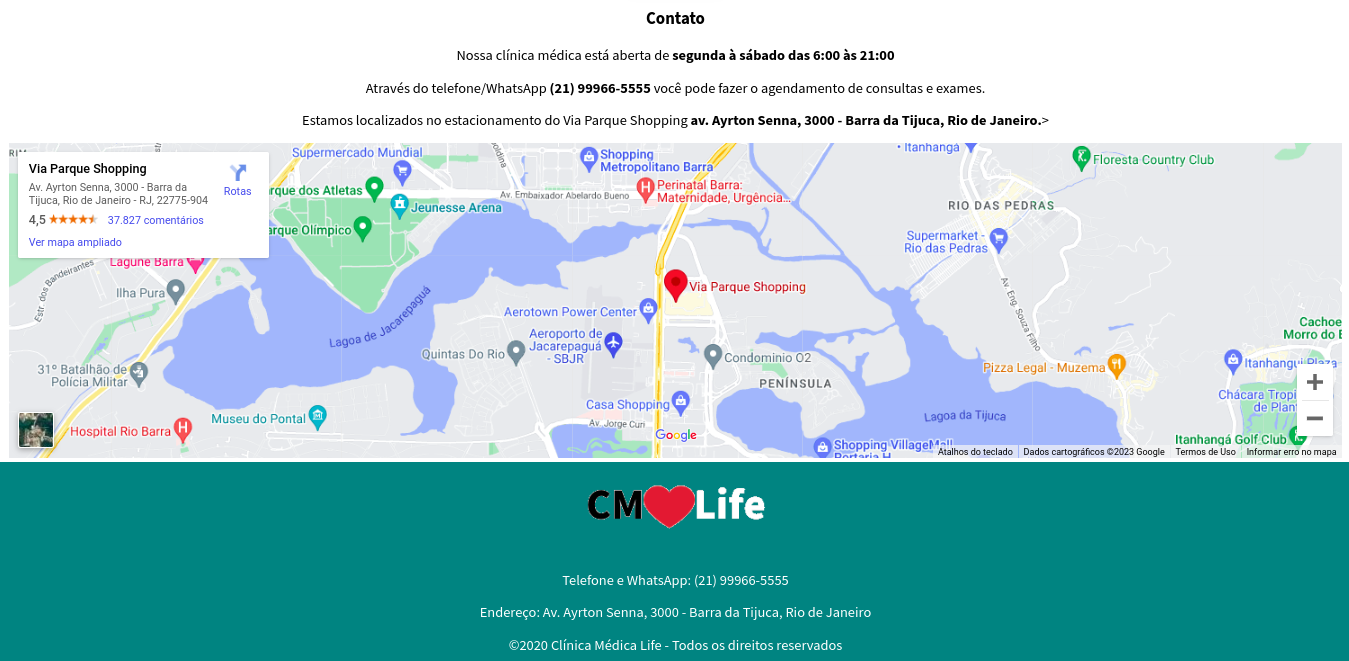 Contato
Nossa clínica médica está aberta de segunda à sábado das 6:00 às 21:00
Através do telefone/WhatsApp (21) 99966-5555 você pode fazer o agendamento de consultas e exames.
Estamos localizados no estacionamento do Via Parque Shopping av. Ayrton Senna, 3000 - Barra da Tijuca, Rio de Janeiro.>
Via Parque Shopping
Av. Ayrton Senna, 3000 - Barra da
Tijuca, Rio de Janeiro - RJ, 22775-904
Rotas
4,5 37.827 comentários
Ver mapa ampliado
Supermercado Mundial
rque dos Atletas
Jeunesse Arena
arque Olímpico
Av. Embaixador Abelardo Bueno
Shopping
Metropolitano Barra
Perinatal Barra:
Maternidade, Urgência...
Itanhangá
Floresta Country Club
RIO DAS PEDRAS
Supermarket -
Rio das Pedras
Lagune Barra
Ilha Pura
Estr. dos Bandeirantes
Lagoa de Jacarepaguá
Via Parque Shopping
Aerotown Power Center
Aeroporto de
Jacarepaguá
- SBJR
Quintas Do Rio
Condominio O2
PENÍNSULA
Av. Eng. Souza Filho
Cachoe
Morro do E
Itanhangu Plaza
Pizza Legal - Muzema
Chácara Tropi
de Plan
31º Batalhão de
Polícia Militar
Museu do Pontal
Hospital Rio Barra
Casa Shopping
Av. Jorge Curi
Lagoa da Tijuca
Itanhangá Golf Club
Shopping VillageMall
Portaria H
Google
Atalhos do teclado
Dados cartográficos ©2023 Google
Termos de Uso
Informar erro no mapa
CM Life
Telefone e WhatsApp: (21) 99966-5555
Endereço: Av. Ayrton Senna, 3000 - Barra da Tijuca, Rio de Janeiro
©2020 Clínica Médica Life - Todos os direitos reservados